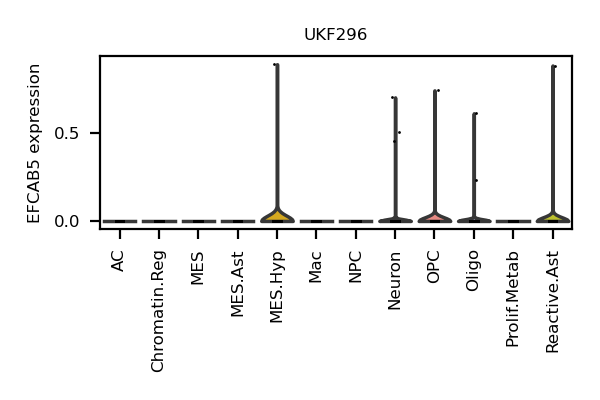 UKF296
EFCAB5 expression
0.5
0.0
AC
Chromatin.Reg
MES
MES.Ast
MES.Hyp
Mac
NPC
Neuron
OPC
Oligo
Prolif.Metab
Reactive.Ast